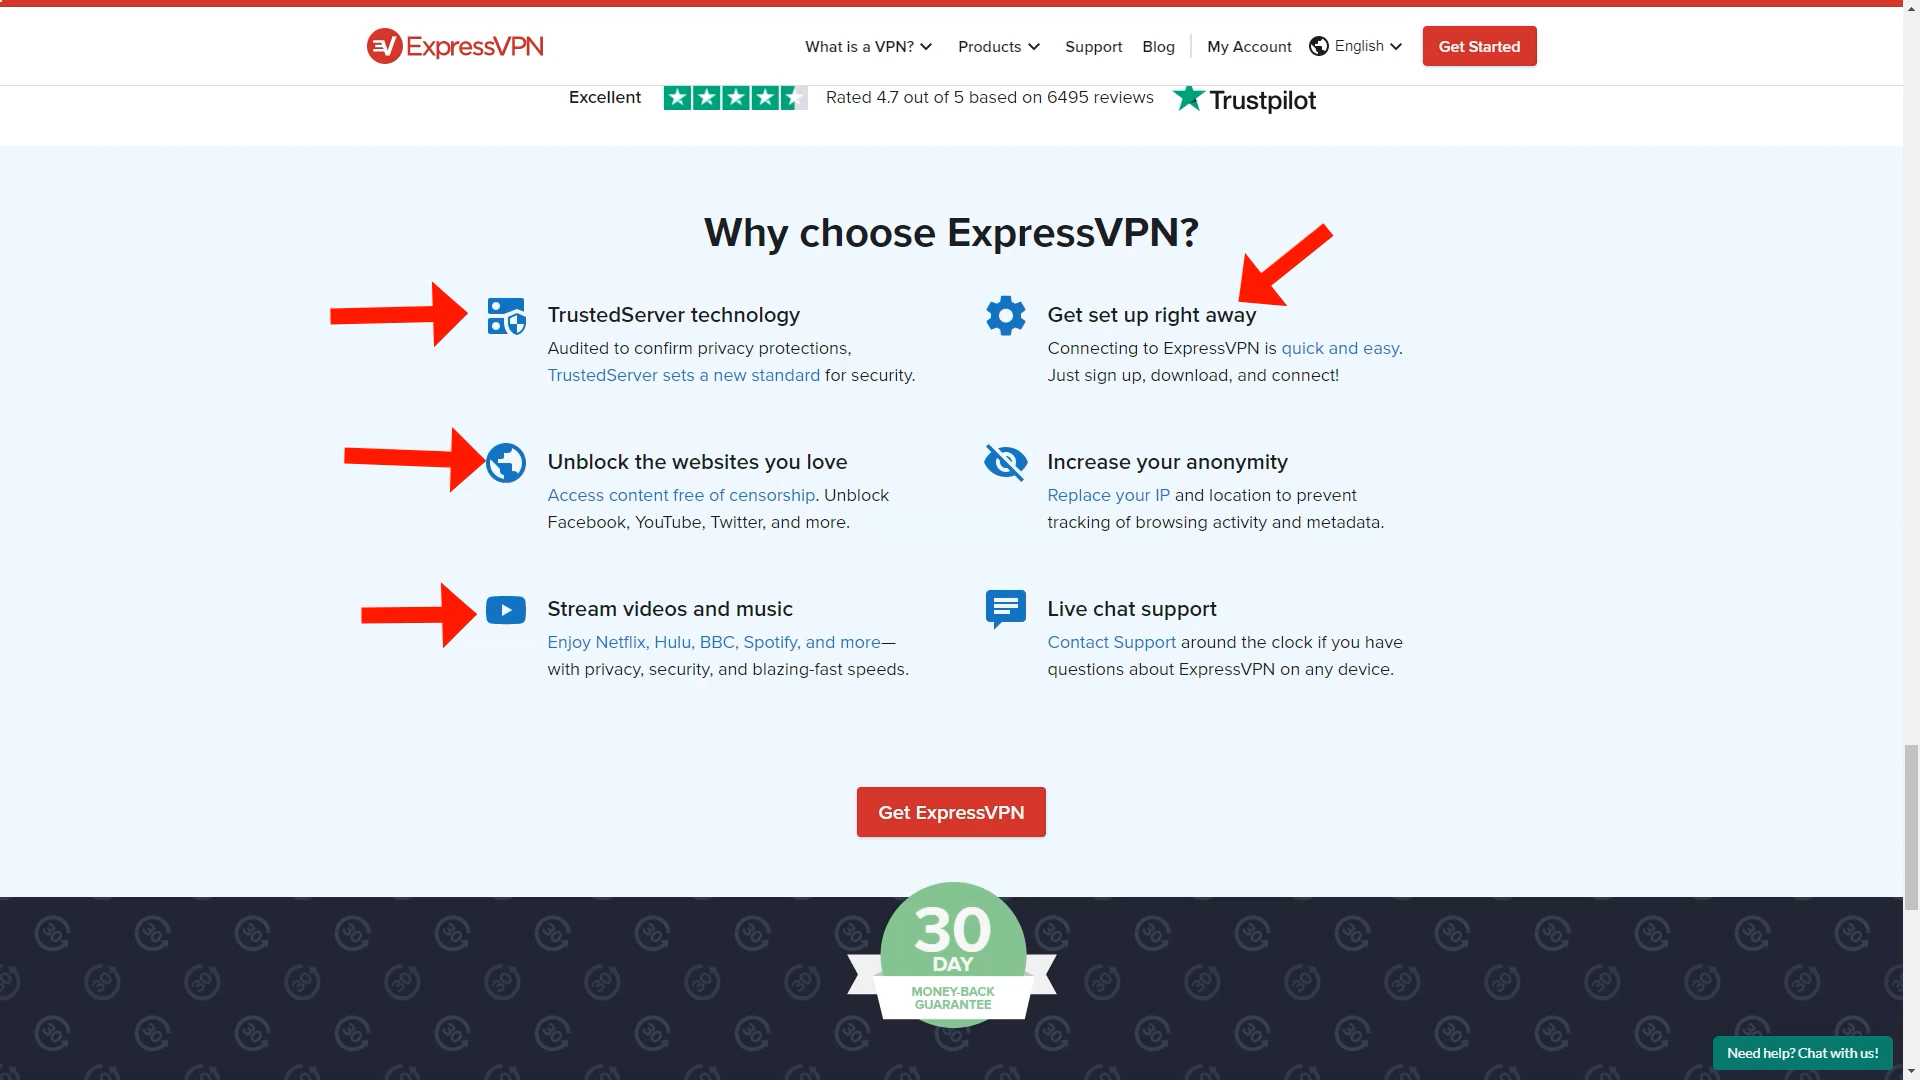 ExpressVPN
What is a VPN? Products Support Blog My Account English Get Started
Excellent Rated 4.7 out of 5 based on 6495 reviews Trustpilot
Why choose ExpressVPN?
TrustedServer technology
Audited to confirm privacy protections,
TrustedServer sets a new standard for security.
Get set up right away
Connecting to ExpressVPN is quick and easy.
Just sign up, download, and connect!
Unblock the websites you love
Access content free of censorship. Unblock
Facebook, YouTube, Twitter, and more.
Increase your anonymity
Replace your IP and location to prevent
tracking of browsing activity and metadata.
Stream videos and music
Enjoy Netflix, Hulu, BBC, Spotify, and more—
with privacy, security, and blazing-fast speeds.
Live chat support
Contact Support around the clock if you have
questions about ExpressVPN on any device.
Get ExpressVPN
30
DAY
MONEY-BACK
GUARANTEE
Need help? Chat with us!